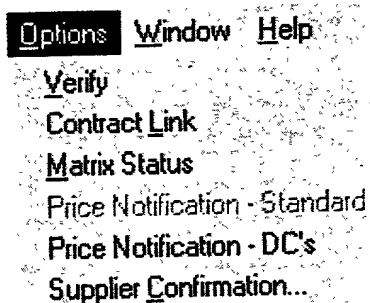 Options Window Help
Verify
Contract Link
Matrix Status
Price Notification - Standard
Price Notification - DC's
Supplier Confirmation...